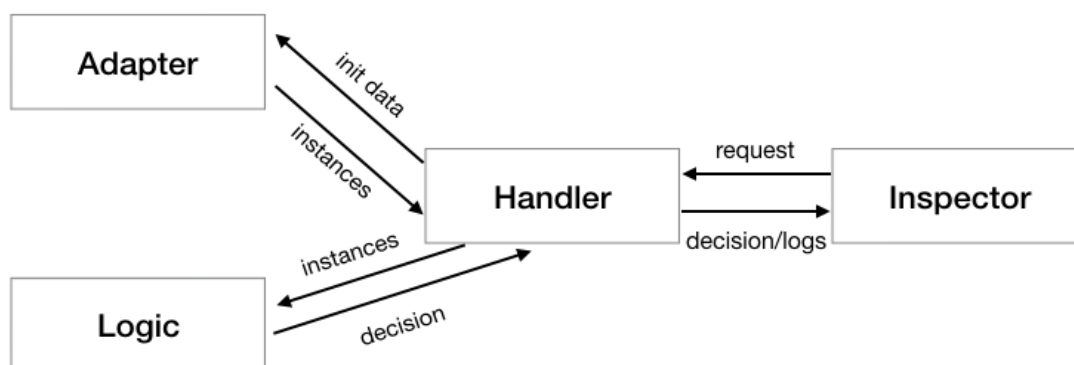 Adapter
init data
instances
request
Handler
Inspector
decision/logs
instances
decision
Logic